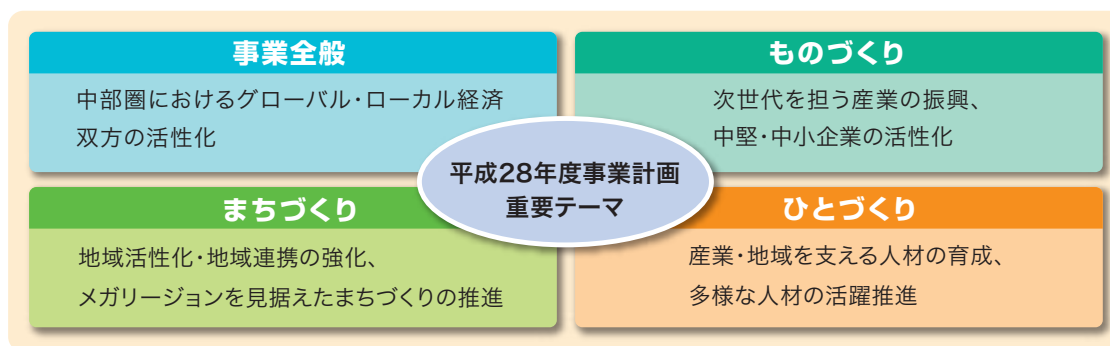 事業全般
中部圏におけるグローバル・ローカル経済
双方の活性化
ものづくり
次世代を担う産業の振興、
中堅・中小企業の活性化
平成28年度事業計画
重要テーマ
まちづくり
地域活性化・地域連携の強化、
メガリージョンを見据えたまちづくりの推進
ひとづくり
産業・地域を支える人材の育成、
多様な人材の活躍推進